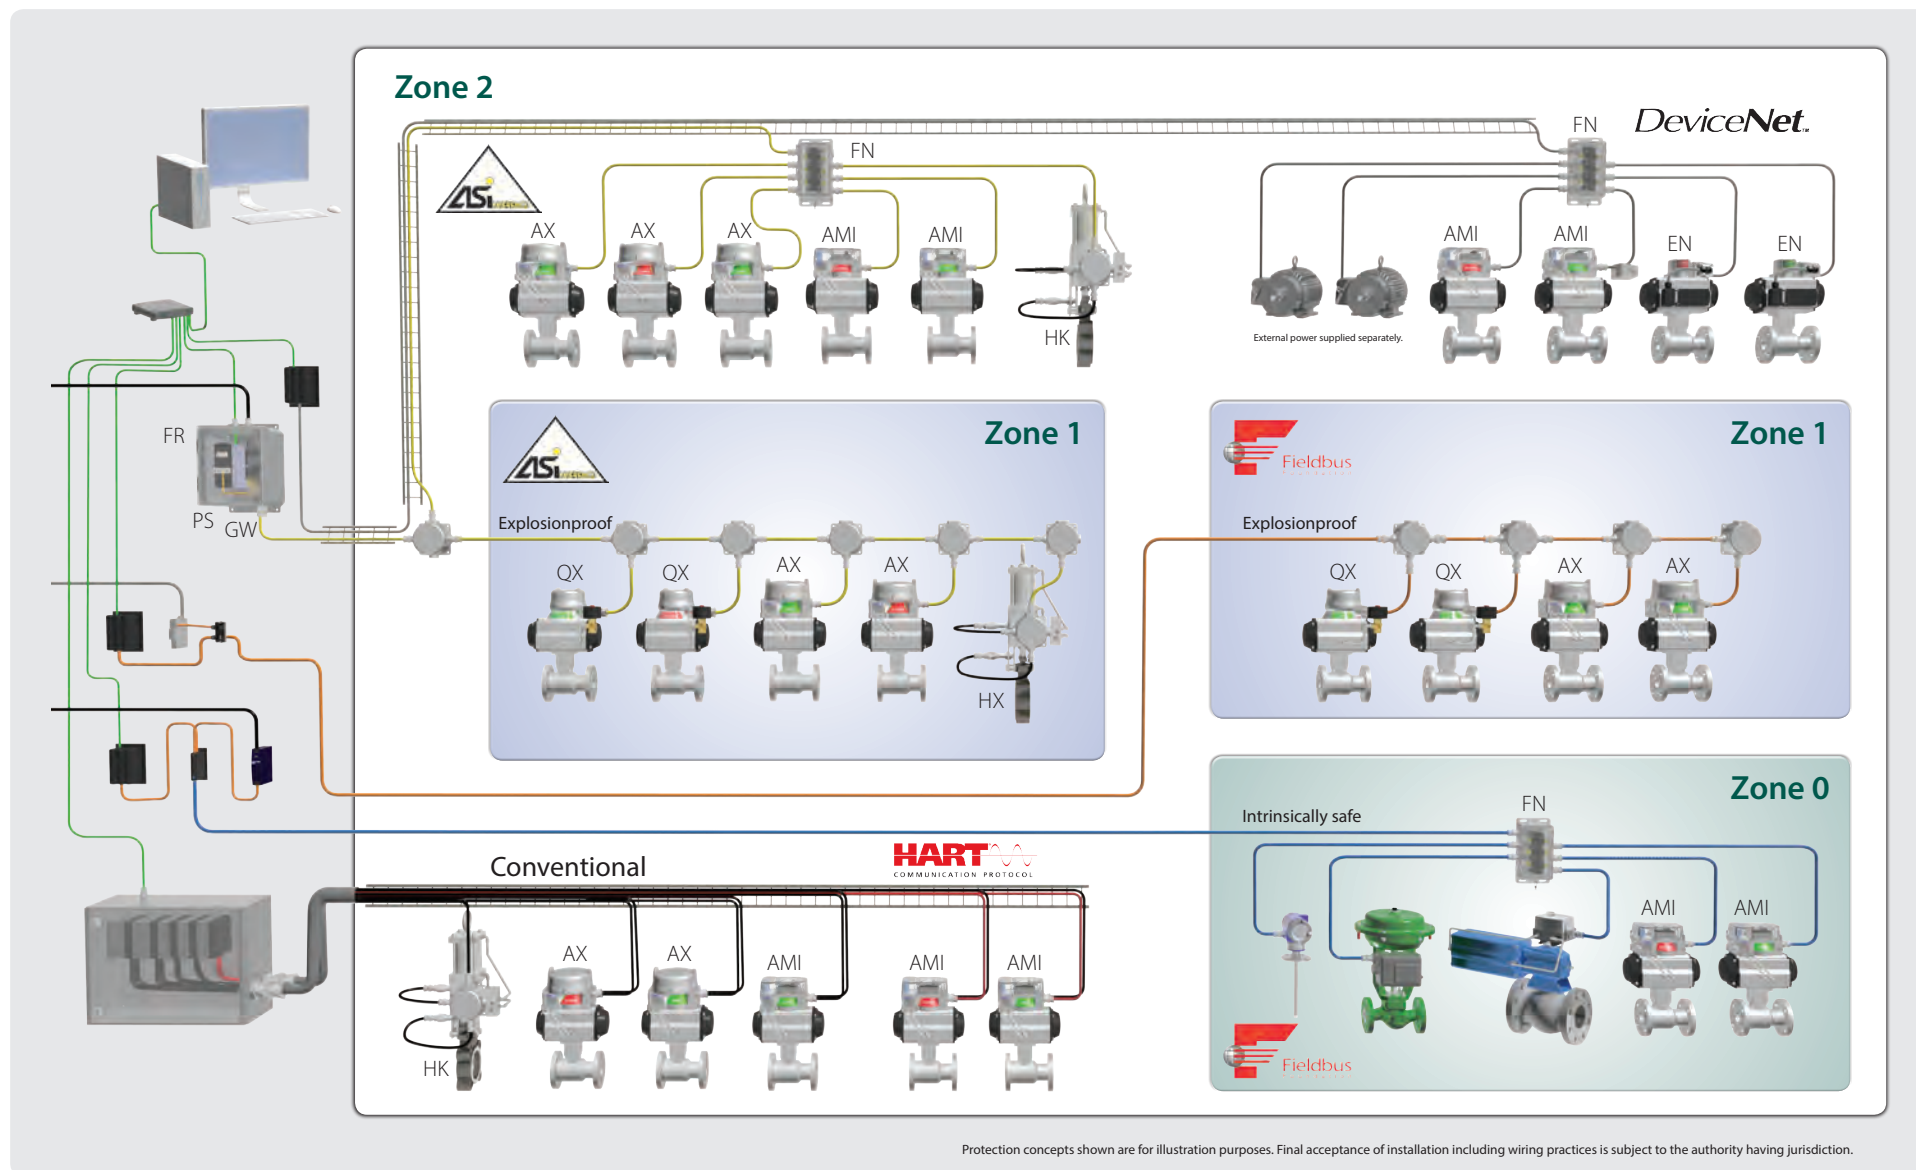 Zone 2
DeviceNet™
FN
FN
ASi
AX
AX
AX
AMI
AMI
HK
AMI
AMI
EN
EN
External power supplied separately.
Zone 1
ASi
Explosionproof
QX
QX
AX
AX
HX
Zone 1
Fieldbus
Explosionproof
QX
QX
AX
AX
FR
PS
GW
Zone 0
Intrinsically safe
FN
AMI
AMI
Fieldbus
Conventional
HART
COMMUNICATION PROTOCOL
HK
AX
AX
AMI
AMI
AMI
Protection concepts shown are for illustration purposes. Final acceptance of installation including wiring practices is subject to the authority having jurisdiction.